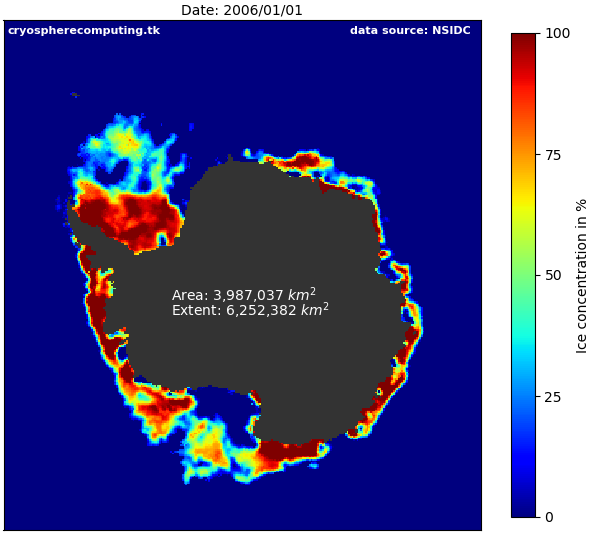 Date: 2006/01/01
cryospherecomputing.tk
data source: NSIDC
100
75
50
25
0
Ice concentration in %
Area: 3,987,037 km²
Extent: 6,252,382 km²